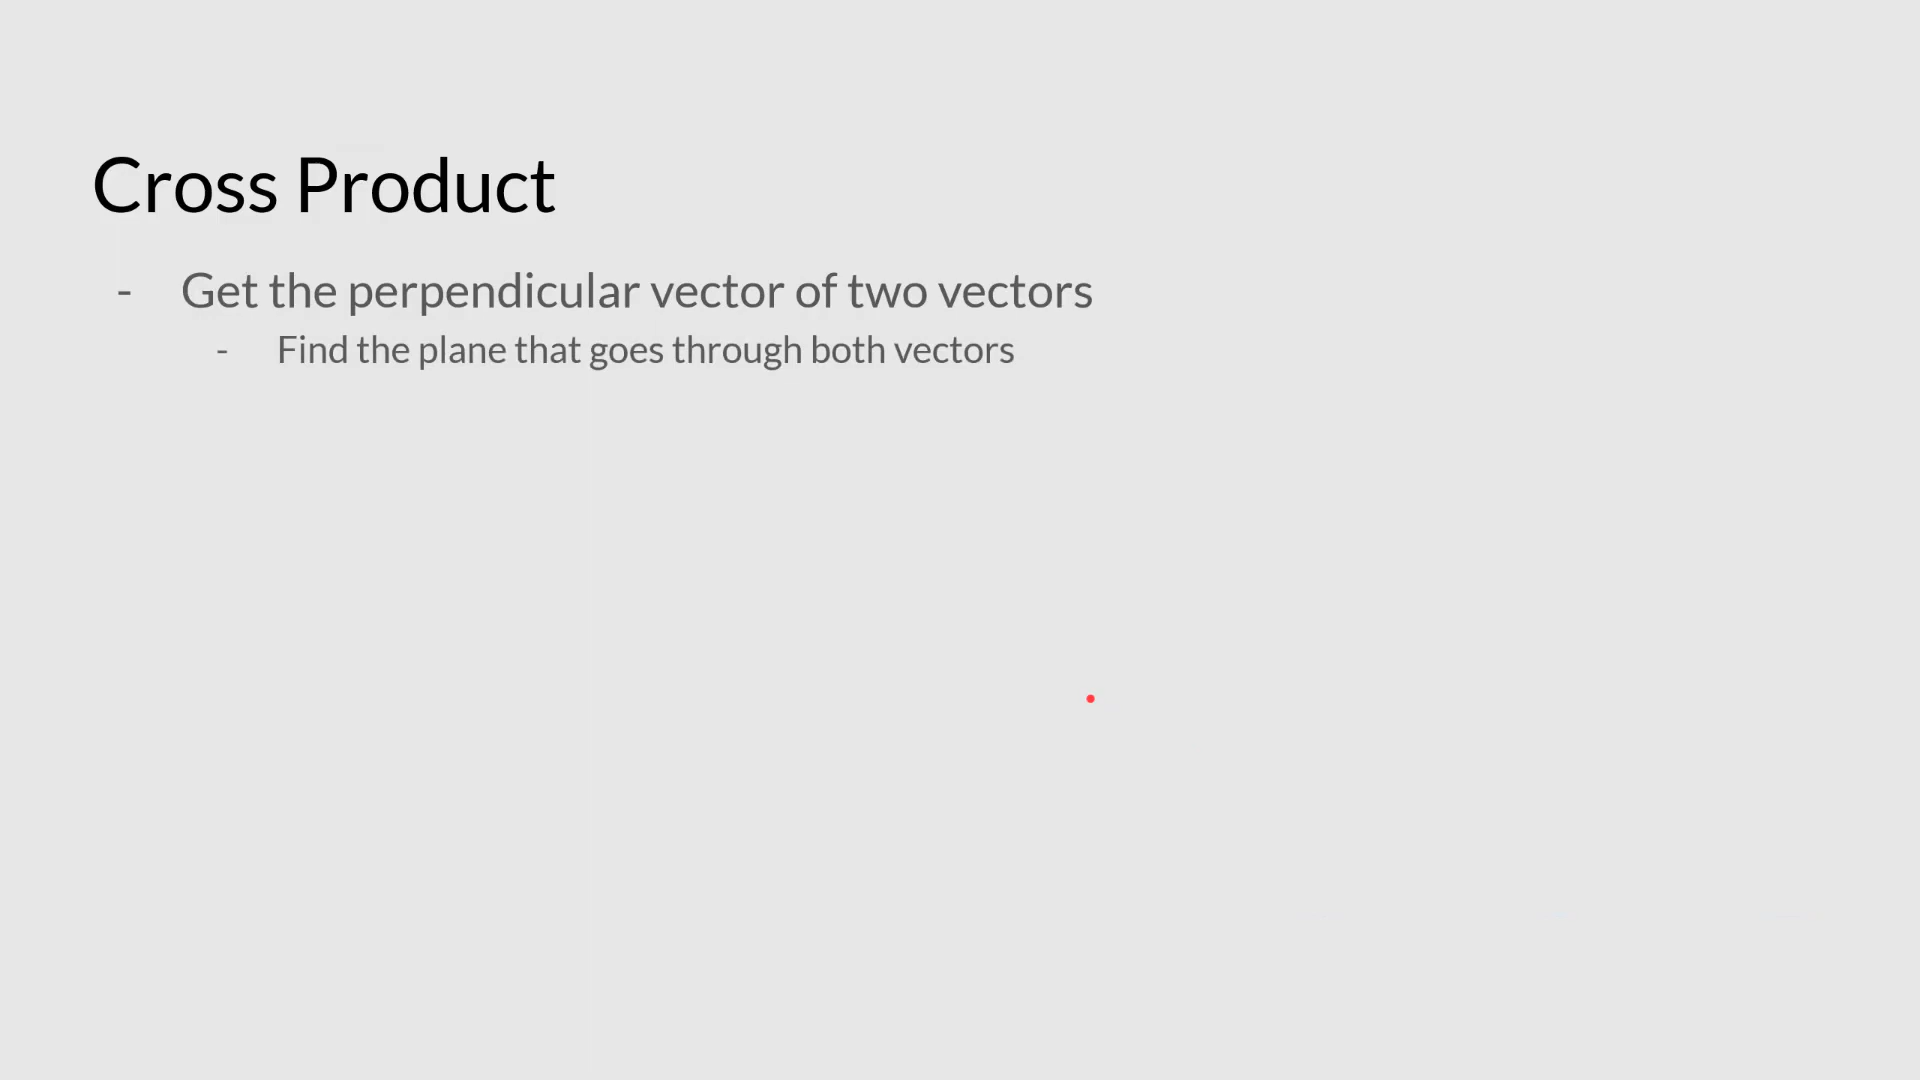 Cross Product
- Get the perpendicular vector of two vectors
- Find the plane that goes through both vectors